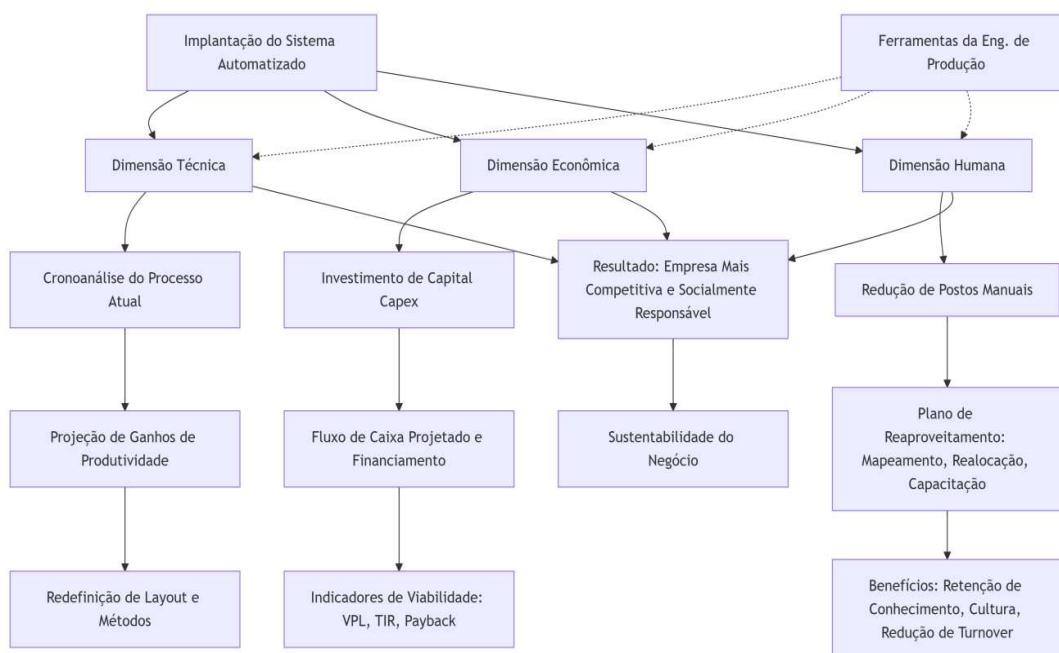 Implantação do Sistema
Automatizado
Ferramentas da Eng. de
Produção
Dimensão Técnica
Dimensão Econômica
Dimensão Humana
Cronoanálise do Processo
Atual
Investimento de Capital
Capex
Resultado: Empresa Mais
Competitiva e Socialmente
Responsável
Redução de Postos Manuais
Projeção de Ganhos de
Produtividade
Fluxo de Caixa Projetado e
Financiamento
Sustentabilidade do
Negócio
Plano de
Reaproveitamento:
Mapeamento, Realocação,
Capacitação
Redefinição de Layout e
Métodos
Indicadores de Viabilidade:
VPL, TIR, Payback
Benefícios: Retenção de
Conhecimento, Cultura,
Redução de Turnover